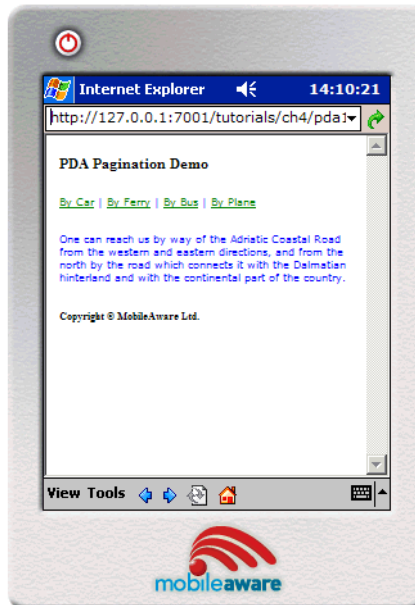 Internet Explorer 14:10:21
http://127.0.0.1:7001/tutorials/ch4/pda1
PDA Pagination Demo
By Car | By Ferry | By Bus | By Plane
One can reach us by way of the Adriatic Coastal Road
from the western and eastern directions, and from the
north by the road which connects it with the Dalmatian
hinterland and with the continental part of the country.
Copyright © MobileAware Ltd.
View Tools
mobileaware